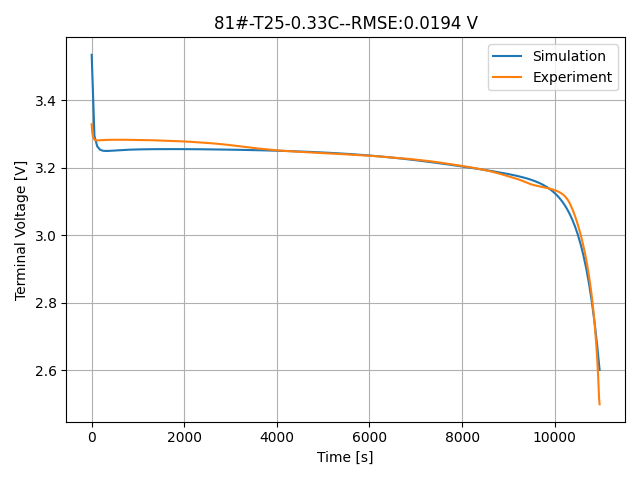 81#-T25-0.33C--RMSE:0.0194 V
Simulation
Experiment
Terminal Voltage [V]
3.4
3.2
3.0
2.8
2.6
0 2000 4000 6000 8000 10000
Time [s]